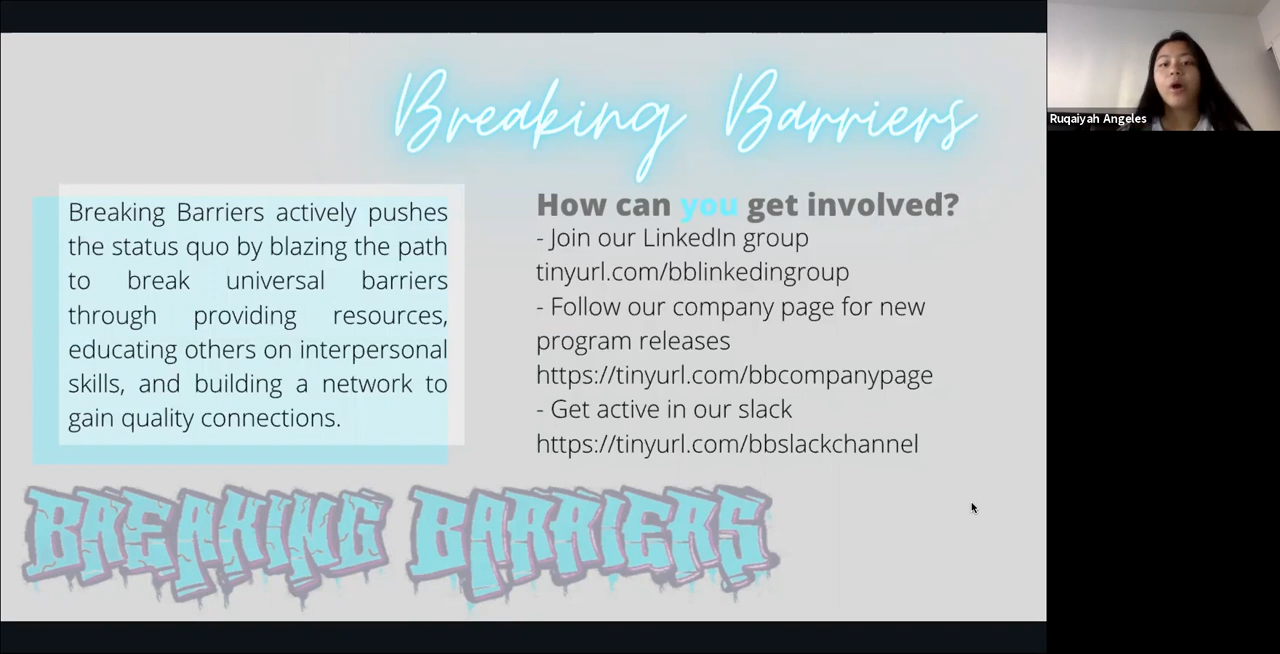 Breaking Barriers
Ruqaiyah Angeles
Breaking Barriers actively pushes
the status quo by blazing the path
to break universal barriers
through providing resources,
educating others on interpersonal
skills, and building a network to
gain quality connections.
How can you get involved?
- Join our LinkedIn group
tinyurl.com/bblinkedingroup
- Follow our company page for new
program releases
https://tinyurl.com/bbcompanypage
- Get active in our slack
https://tinyurl.com/bbslackchannel
BREAKING BARRIERS